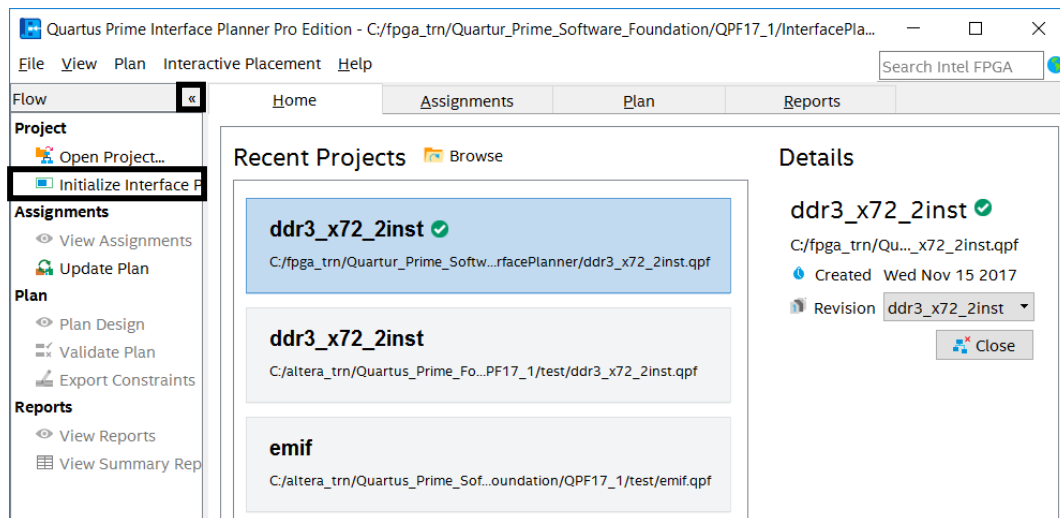 Quartus Prime Interface Planner Pro Edition - C:/fpga_trn/Quartur_Prime_Software_Foundation/QPF17_1/InterfacePla...
File View Plan Interactive Placement Help
Search Intel FPGA
Flow «
Home Assignments Plan Reports
Project
Open Project...
Initialize Interface P
Assignments
View Assignments
Update Plan
Plan
Plan Design
Validate Plan
Export Constraints
Reports
View Reports
View Summary Rep
Recent Projects Browse
ddr3_x72_2inst
C:/fpga_trn/Quartur_Prime_Softw...rfacePlanner/ddr3_x72_2inst.qpf
ddr3_x72_2inst
C:/altera_trn/Quartus_Prime_Fo...PF17_1/test/ddr3_x72_2inst.qpf
emif
C:/altera_trn/Quartus_Prime_Sof...oundation/QPF17_1/test/emif.qpf
Details
ddr3_x72_2inst
C:/fpga_trn/Qu..._x72_2inst.qpf
Created Wed Nov 15 2017
Revision ddr3_x72_2inst
Close